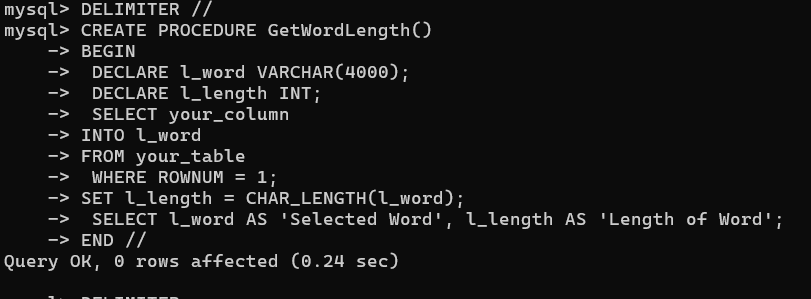 mysql> DELIMITER //
mysql> CREATE PROCEDURE GetWordLength()
    -> BEGIN
    ->  DECLARE l_word VARCHAR(4000);
    ->  DECLARE l_length INT;
    ->  SELECT your_column
    -> INTO l_word
    -> FROM your_table
    ->  WHERE ROWNUM = 1;
    -> SET l_length = CHAR_LENGTH(l_word);
    ->  SELECT l_word AS 'Selected Word', l_length AS 'Length of Word';
    -> END //
Query OK, 0 rows affected (0.24 sec)
mysql> DELIMITER